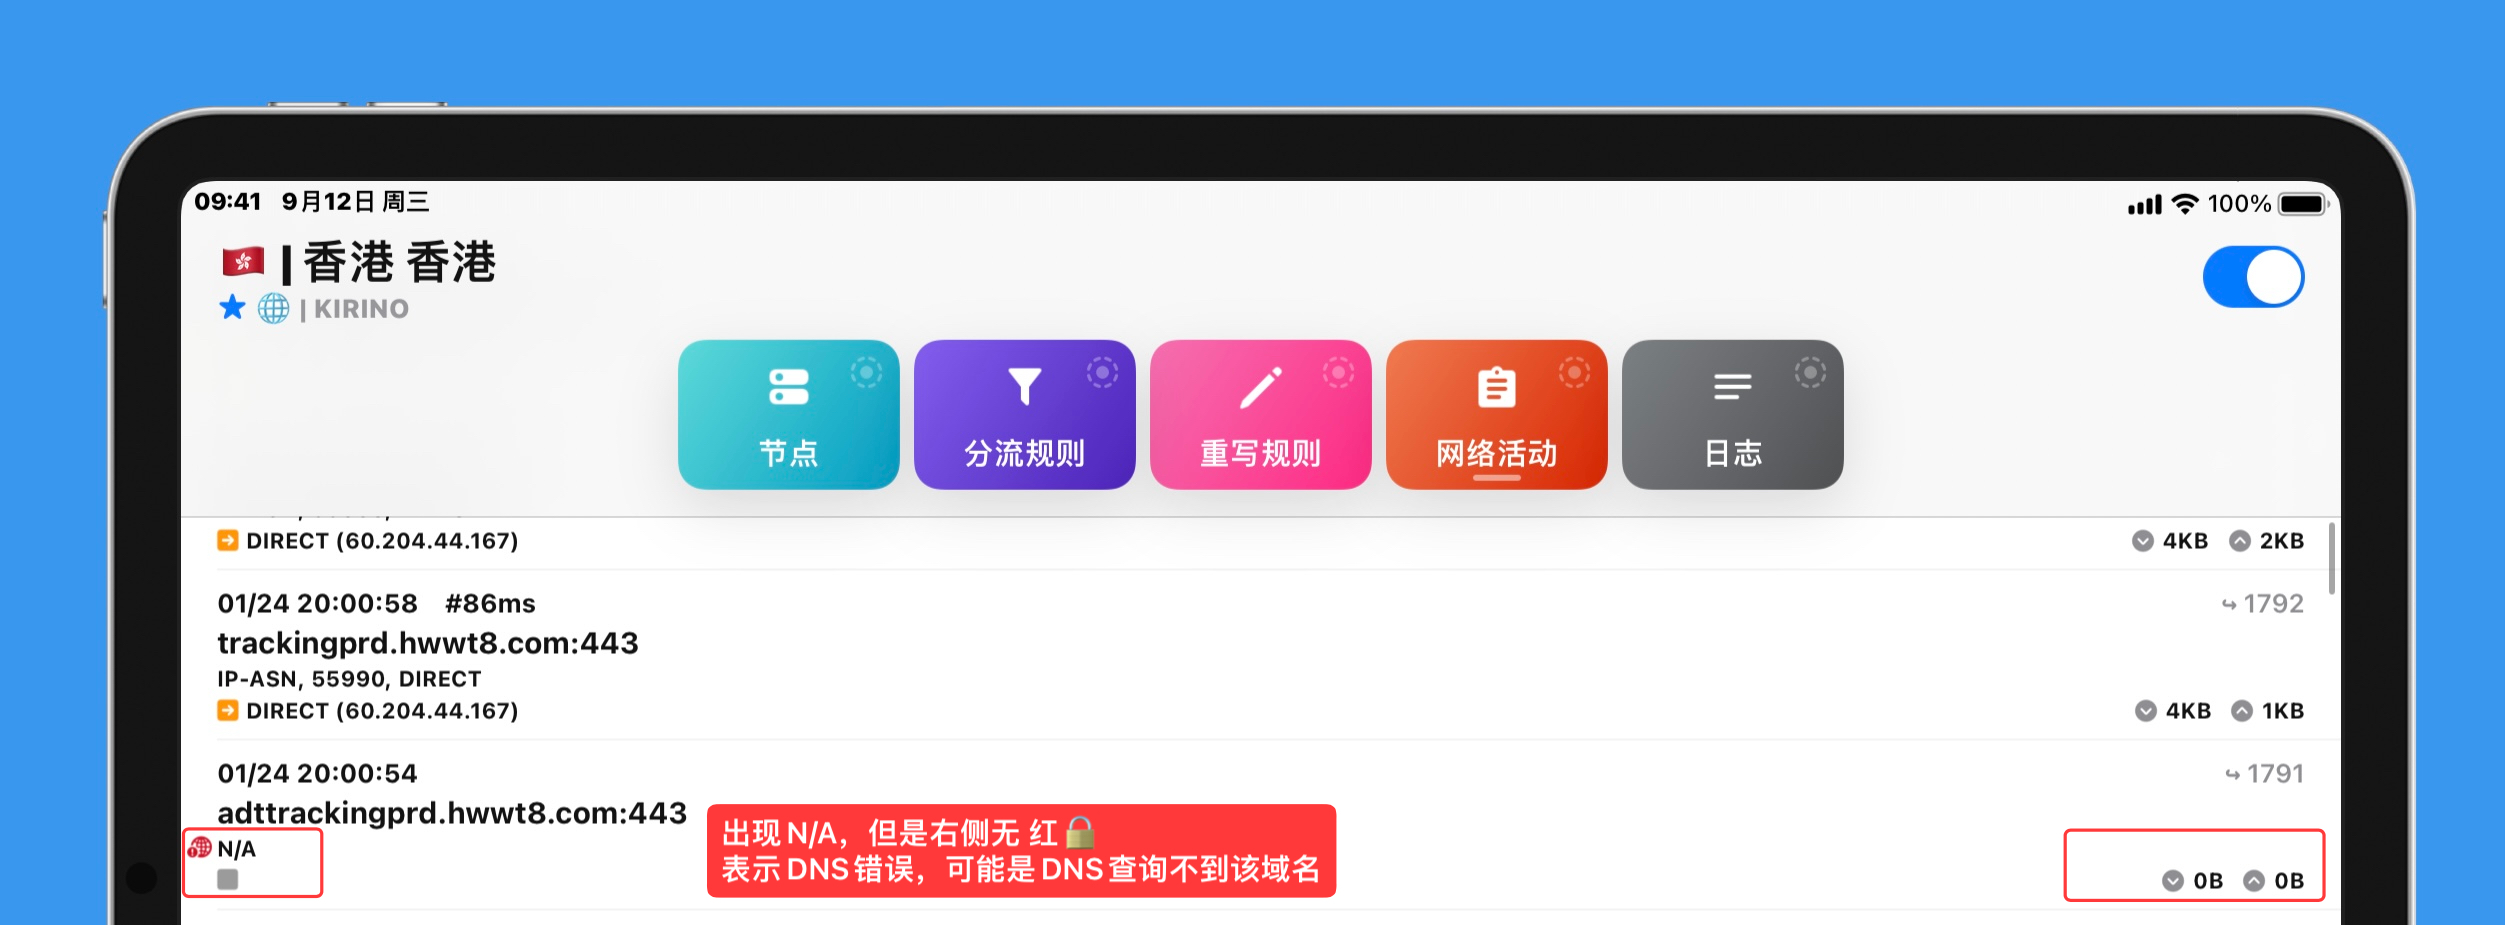 09:41 9月12日 周三
100%
| 香港 香港
| KIRINO
节点
分流规则
重写规则
网络活动
日志
DIRECT (60.204.44.167)
4KB 2KB
01/24 20:00:58 #86ms
1792
trackingprd.hwwt8.com:443
IP-ASN, 55990, DIRECT
DIRECT (60.204.44.167)
4KB 1KB
01/24 20:00:54
1791
adttrackingprd.hwwt8.com:443
出现 N/A，但是右侧无 红🔒
表示 DNS 错误，可能是 DNS 查询不到该域名
N/A
0B 0B